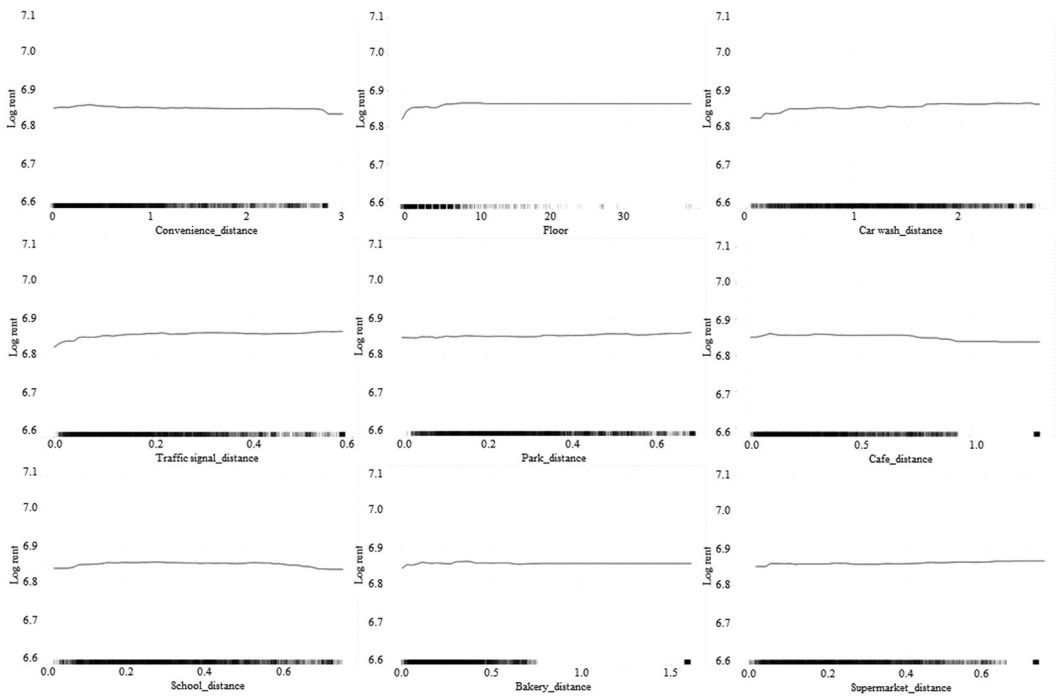 7.1 7.1 7.1
7.0 7.0 7.0
6.9 6.9 6.9
Log rent Log rent Log rent
6.8 6.8 6.8
6.7 6.7 6.7
6.6 6.6 6.6
0 1 2 3 0 10 20 30 1 2
Convenience_distance Floor Car wash_distance
7.1 7.1 7.1
7.0 7.0 7.0
6.9 6.9 6.9
Log rent Log rent Log rent
6.8 6.8 6.8
6.7 6.7 6.7
6.6 6.6 6.6
0.0 0.2 0.4 0.6 0.0 0.2 0.4 0.6 0.0 0.5 1.0
Traffic signal_distance Park_distance Cafe_distance
7.1 7.1 7.1
7.0 7.0 7.0
6.9 6.9 6.9
Log rent Log rent Log rent
6.8 6.8 6.8
6.7 6.7 6.7
6.6 6.6 6.6
0.0 0.2 0.4 0.6 0.0 0.5 1.0 1.5 0.0 0.2 0.4 0.6
School_distance Bakery_distance Supermarket_distance